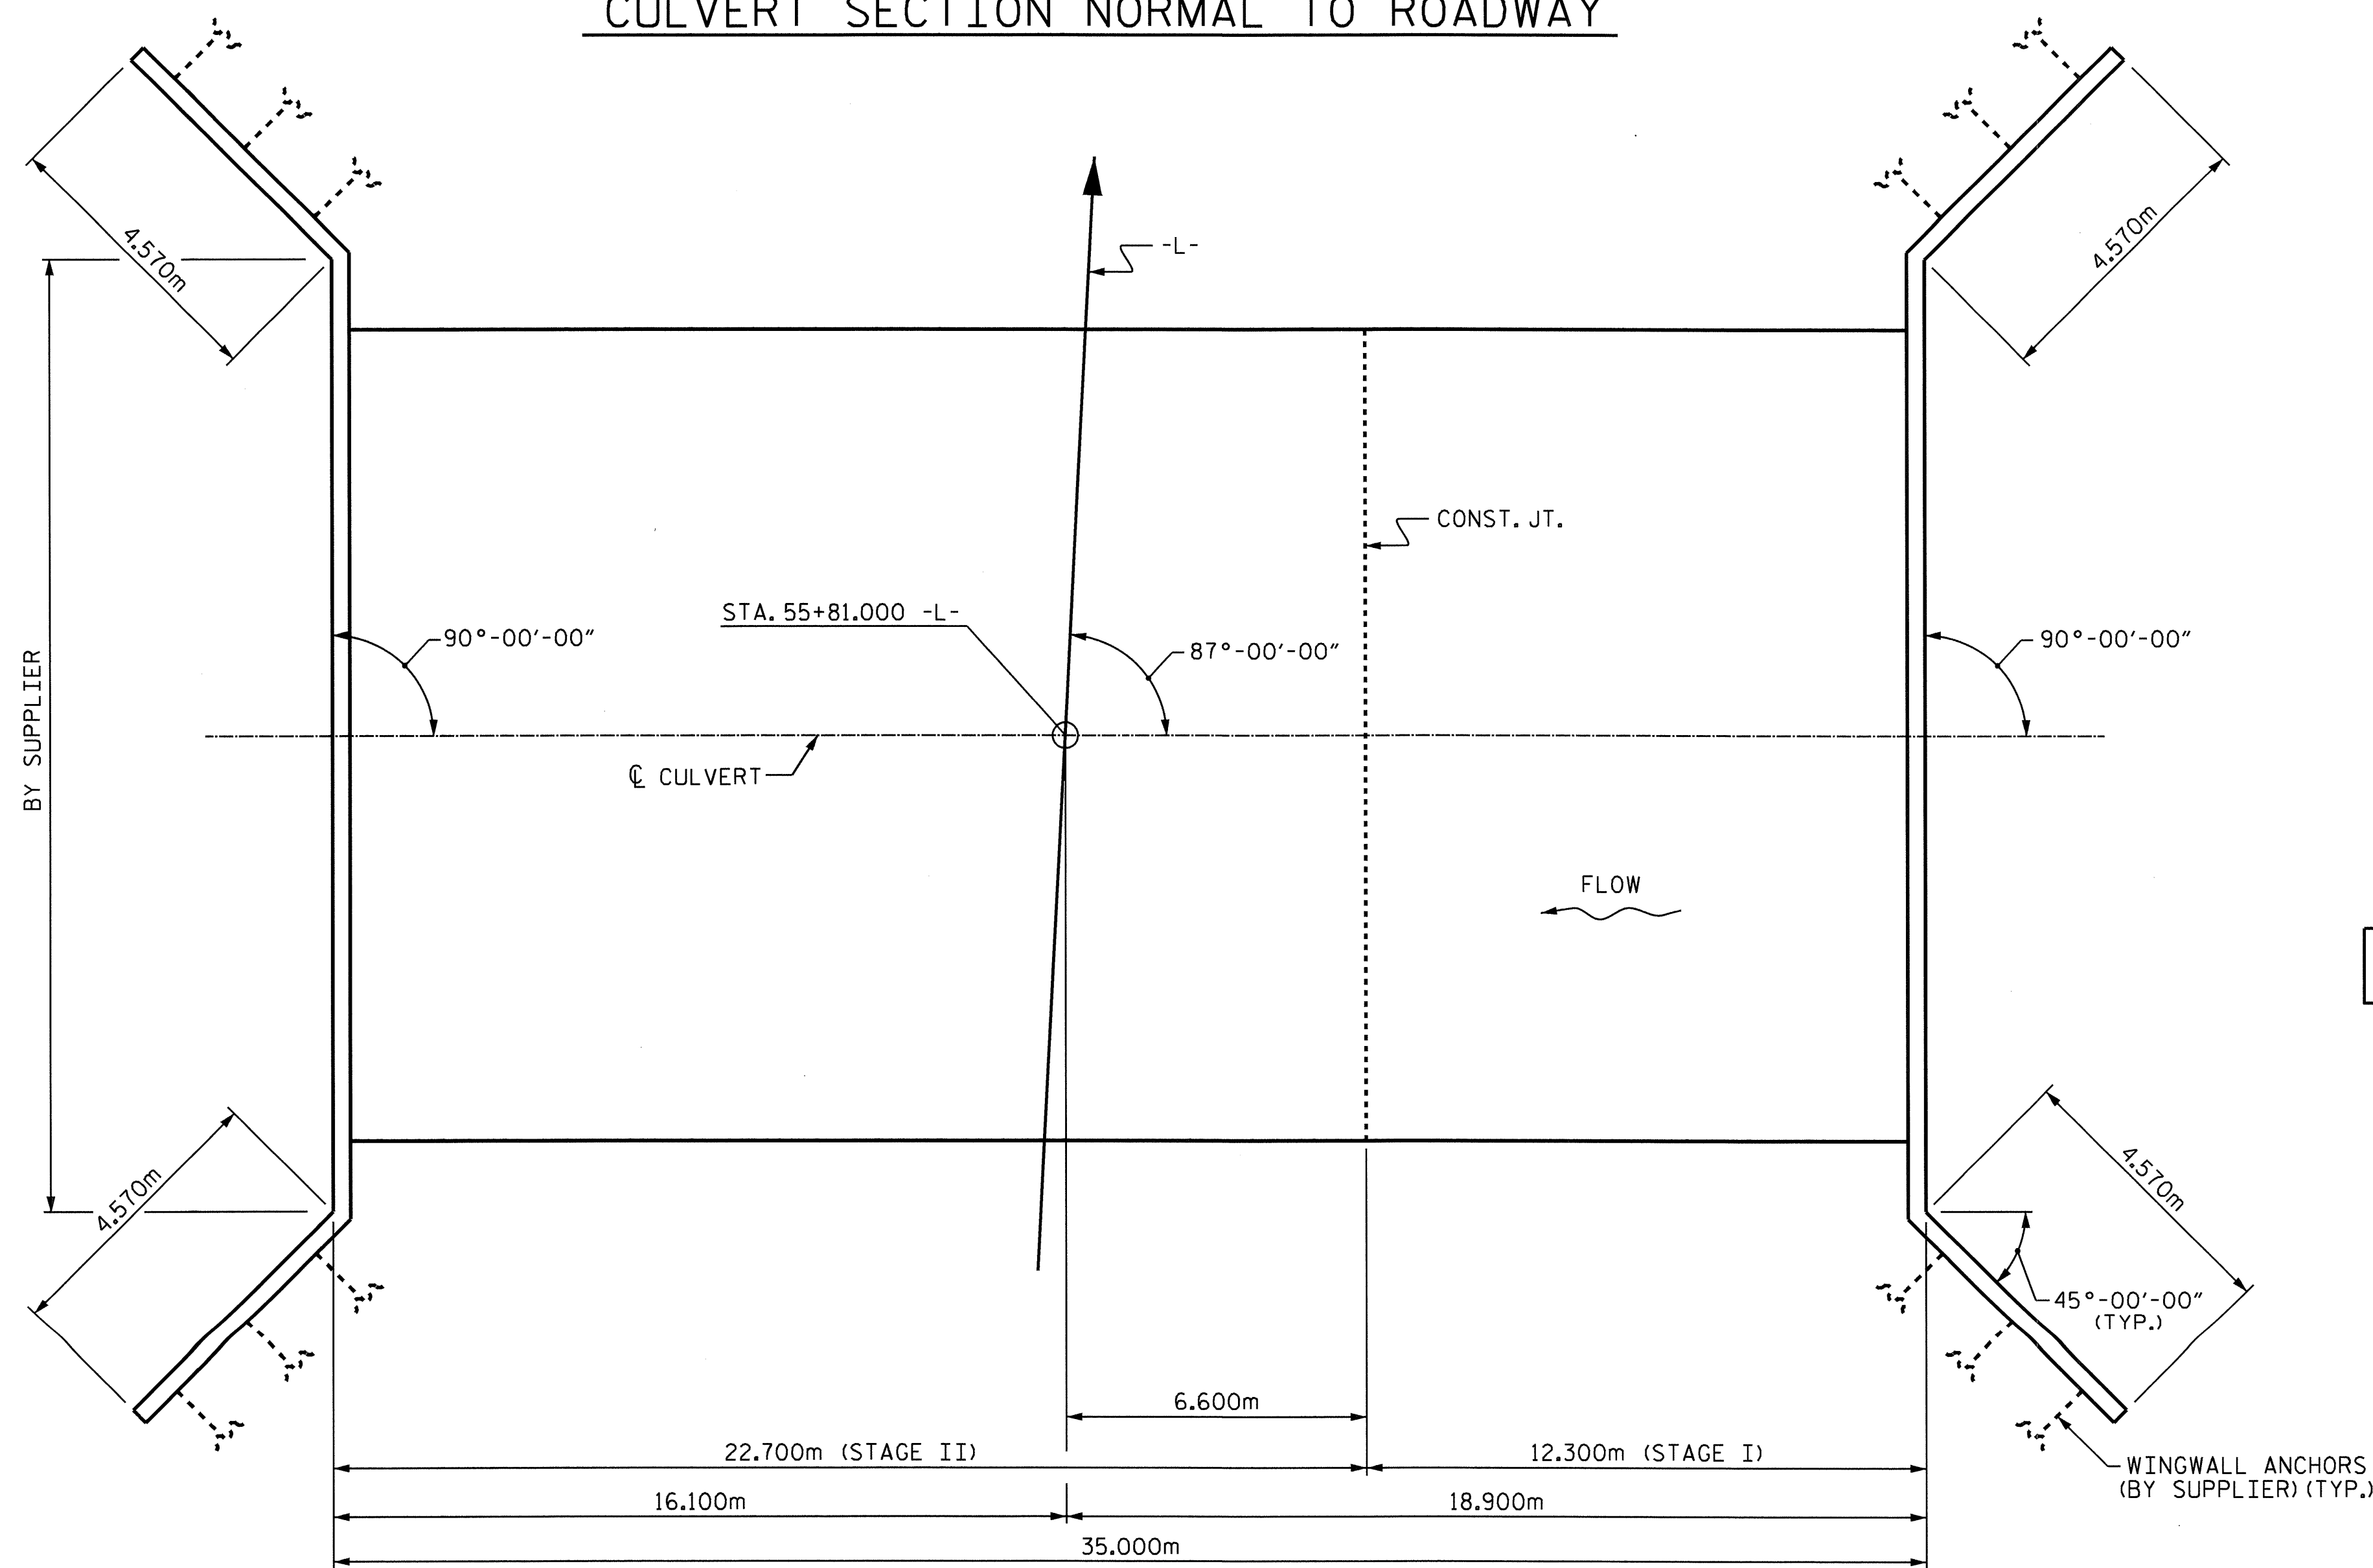 CULVERT SECTION NORMAL TO ROADWAY
4.570m
4.570m
-L-
CONST. JT.
STA. 55+81.000 -L-
90°-00'-00"
87°-00'-00"
90°-00'-00"
BY SUPPLIER
℄ CULVERT
FLOW
4.570m
4.570m
45°-00'-00"
(TYP.)
6.600m
22.700m (STAGE II)
12.300m (STAGE I)
WINGWALL ANCHORS
(BY SUPPLIER) (TYP.)
16.100m
18.900m
35.000m